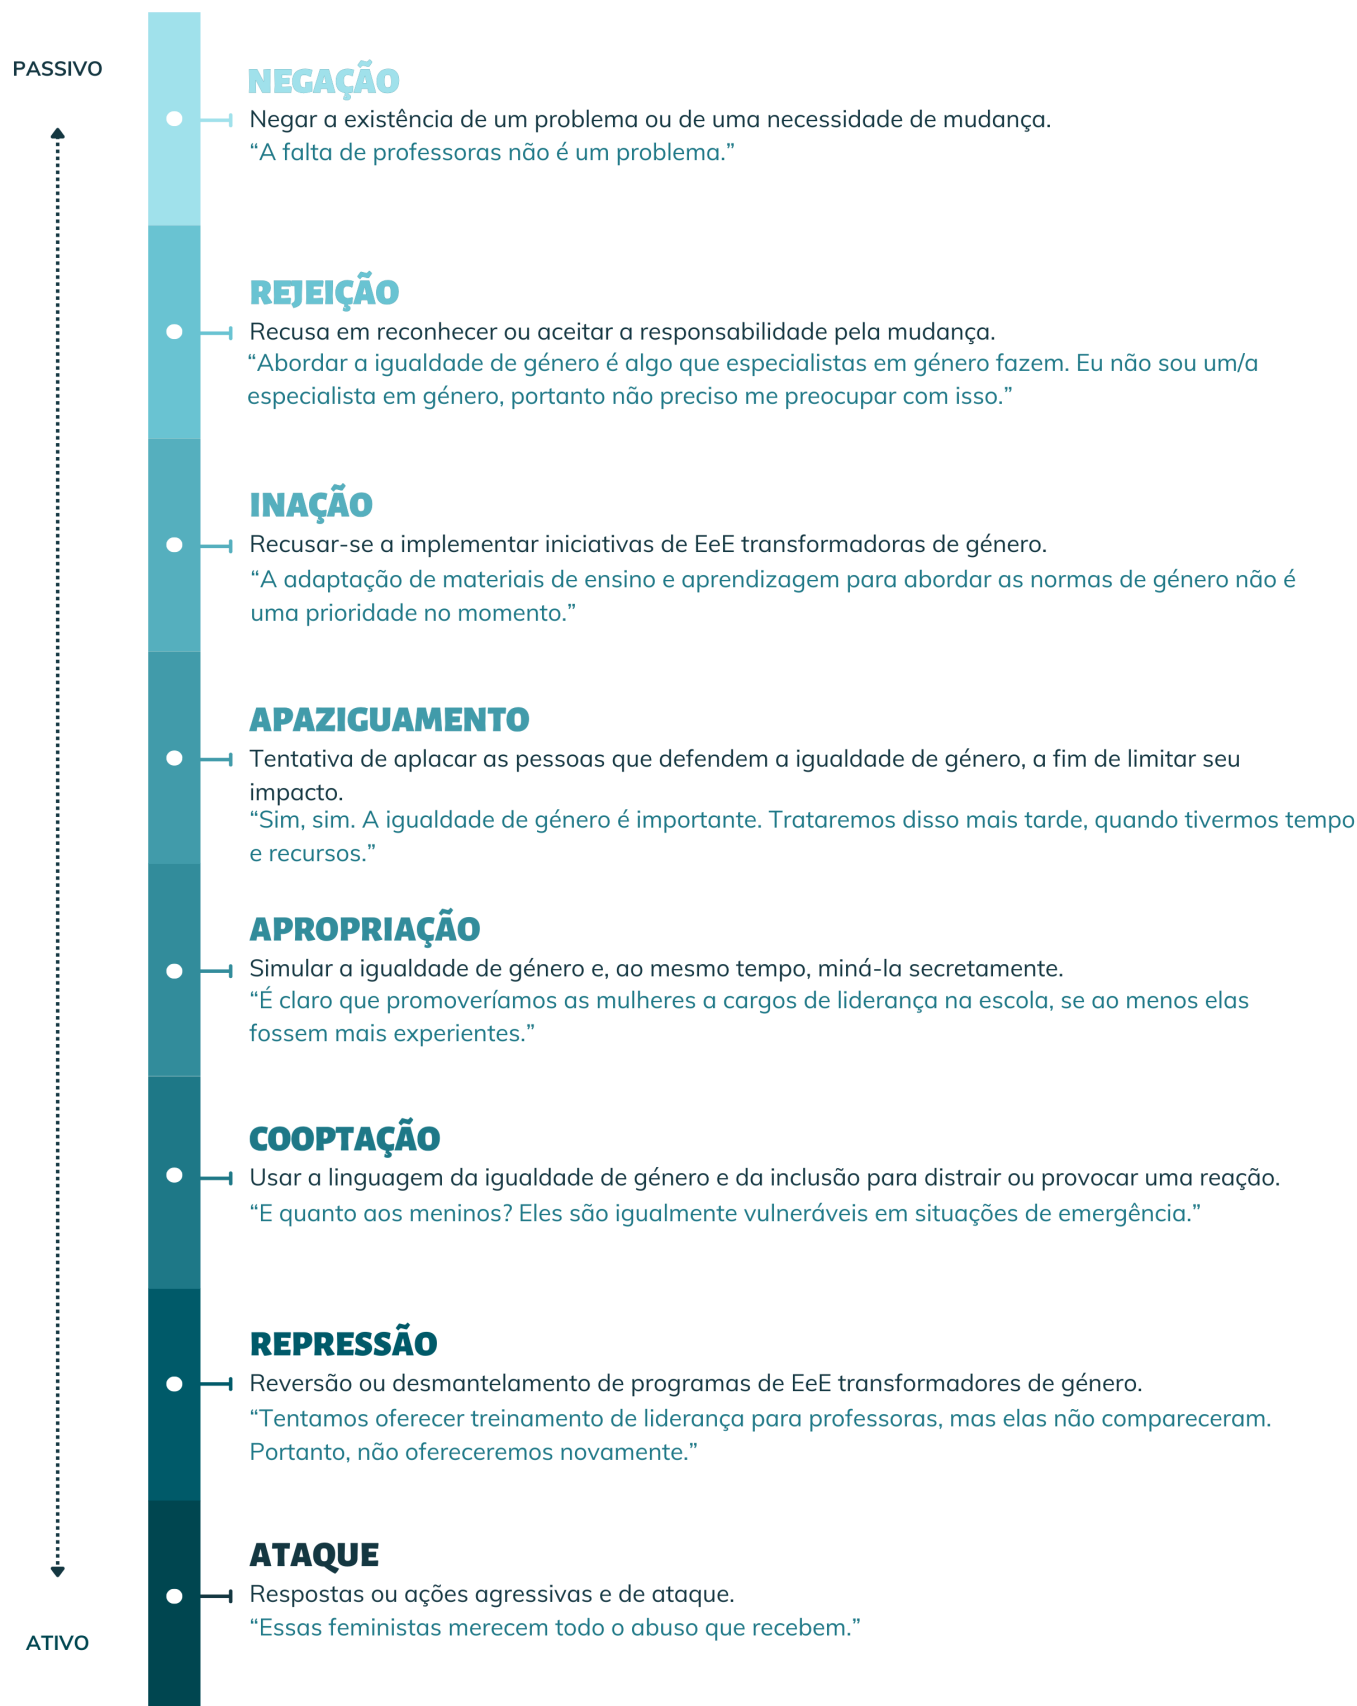 PASSIVO
NEGAÇÃO
Negar a existência de um problema ou de uma necessidade de mudança.
“A falta de professoras não é um problema.”
REJEIÇÃO
Recusa em reconhecer ou aceitar a responsabilidade pela mudança.
“Abordar a igualdade de género é algo que especialistas em género fazem. Eu não sou um/a
especialista em género, portanto não preciso me preocupar com isso.”
INAÇÃO
Recusar-se a implementar iniciativas de EeE transformadoras de género.
“A adaptação de materiais de ensino e aprendizagem para abordar as normas de género não é
uma prioridade no momento.”
APAZIGUAMENTO
Tentativa de aplacar as pessoas que defendem a igualdade de género, a fim de limitar seu
impacto.
“Sim, sim. A igualdade de género é importante. Trataremos disso mais tarde, quando tivermos tempo
e recursos.”
APROPRIAÇÃO
Simular a igualdade de género e, ao mesmo tempo, miná-la secretamente.
“É claro que promoveríamos as mulheres a cargos de liderança na escola, se ao menos elas
fossem mais experientes.”
COOPTAÇÃO
Usar a linguagem da igualdade de género e da inclusão para distrair ou provocar uma reação.
“E quanto aos meninos? Eles são igualmente vulneráveis em situações de emergência.”
REPRESSÃO
Reversão ou desmantelamento de programas de EeE transformadores de género.
“Tentamos oferecer treinamento de liderança para professoras, mas elas não compareceram.
Portanto, não ofereceremos novamente.”
ATAQUE
Respostas ou ações agressivas e de ataque.
“Essas feministas merecem todo o abuso que recebem.”
ATIVO